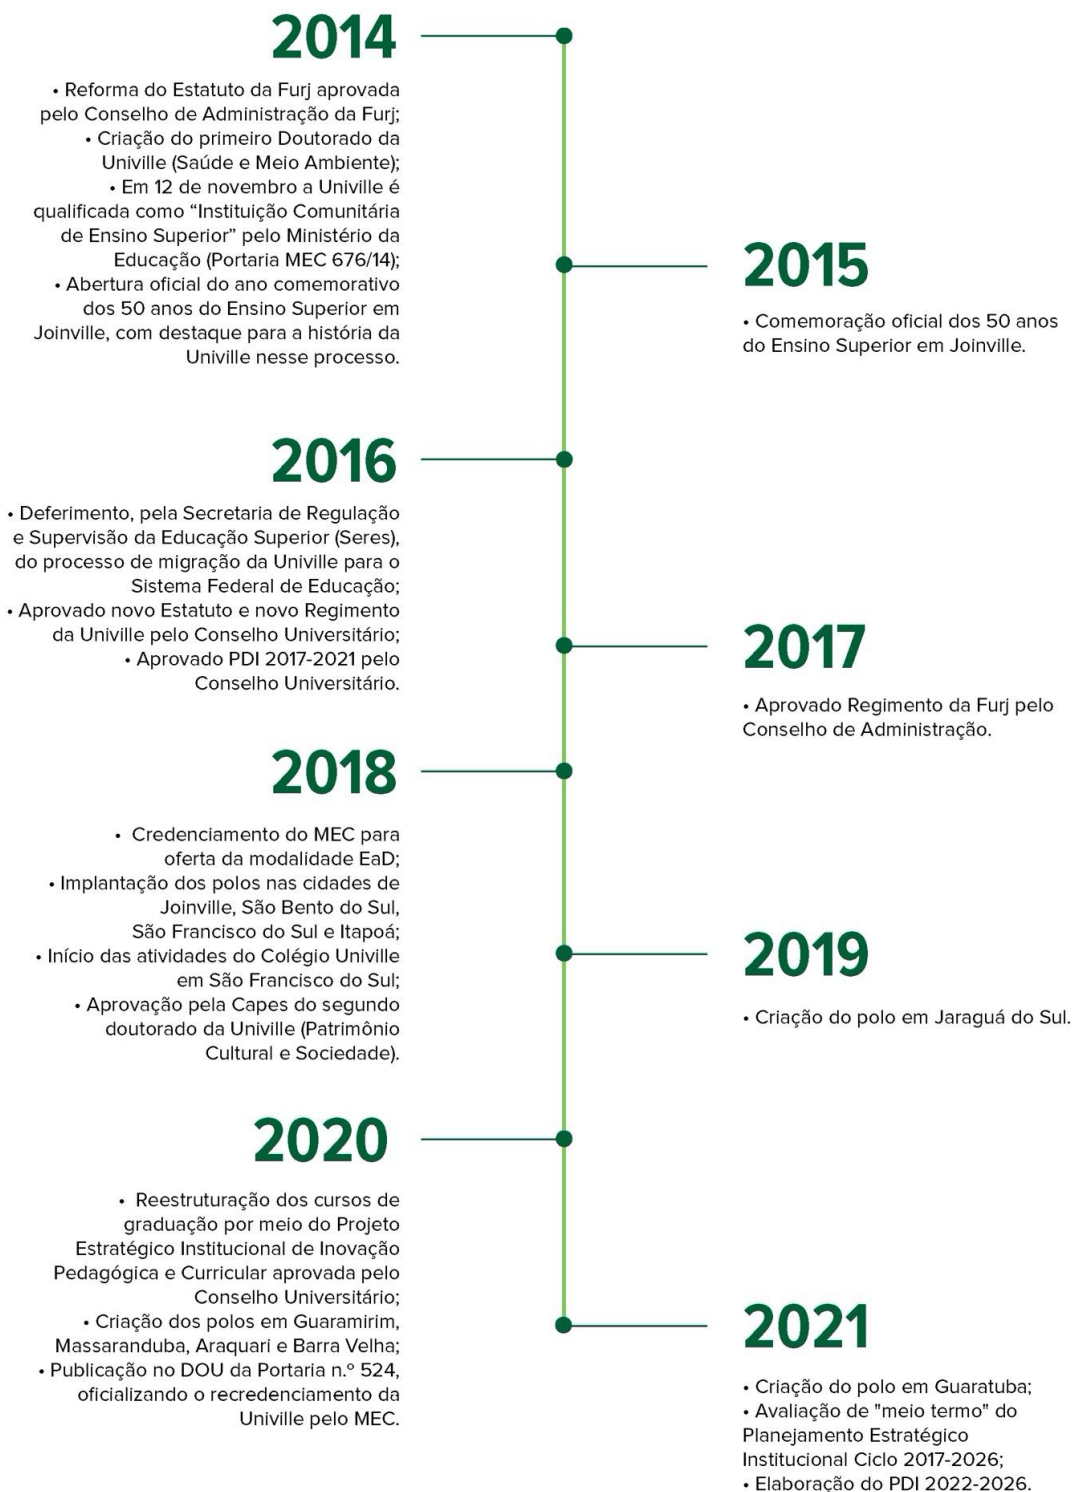 2014
• Reforma do Estatuto da Furj aprovada
pelo Conselho de Administração da Furj;
• Criação do primeiro Doutorado da
Univille (Saúde e Meio Ambiente);
• Em 12 de novembro a Univille é
qualificada como “Instituição Comunitária
de Ensino Superior” pelo Ministério da
Educação (Portaria MEC 676/14);
• Abertura oficial do ano comemorativo
dos 50 anos do Ensino Superior em
Joinville, com destaque para a história da
Univille nesse processo.
2015
• Comemoração oficial dos 50 anos
do Ensino Superior em Joinville.
2016
• Deferimento, pela Secretaria de Regulação
e Supervisão da Educação Superior (Seres),
do processo de migração da Univille para o
Sistema Federal de Educação;
• Aprovado novo Estatuto e novo Regimento
da Univille pelo Conselho Universitário;
• Aprovado PDI 2017-2021 pelo
Conselho Universitário.
2017
• Aprovado Regimento da Furj pelo
Conselho de Administração.
2018
• Credenciamento do MEC para
oferta da modalidade EaD;
• Implantação dos polos nas cidades de
Joinville, São Bento do Sul,
São Francisco do Sul e Itapoá;
• Início das atividades do Colégio Univille
em São Francisco do Sul;
• Aprovação pela Capes do segundo
doutorado da Univille (Patrimônio
Cultural e Sociedade).
2019
• Criação do polo em Jaraguá do Sul.
2020
• Reestruturação dos cursos de
graduação por meio do Projeto
Estratégico Institucional de Inovação
Pedagógica e Curricular aprovada pelo
Conselho Universitário;
• Criação dos polos em Guaramirim,
Massaranduba, Araquari e Barra Velha;
• Publicação no DOU da Portaria n.º 524,
oficializando o recredenciamento da
Univille pelo MEC.
2021
• Criação do polo em Guaratuba;
• Avaliação de "meio termo" do
Planejamento Estratégico
Institucional Ciclo 2017-2026;
• Elaboração do PDI 2022-2026.